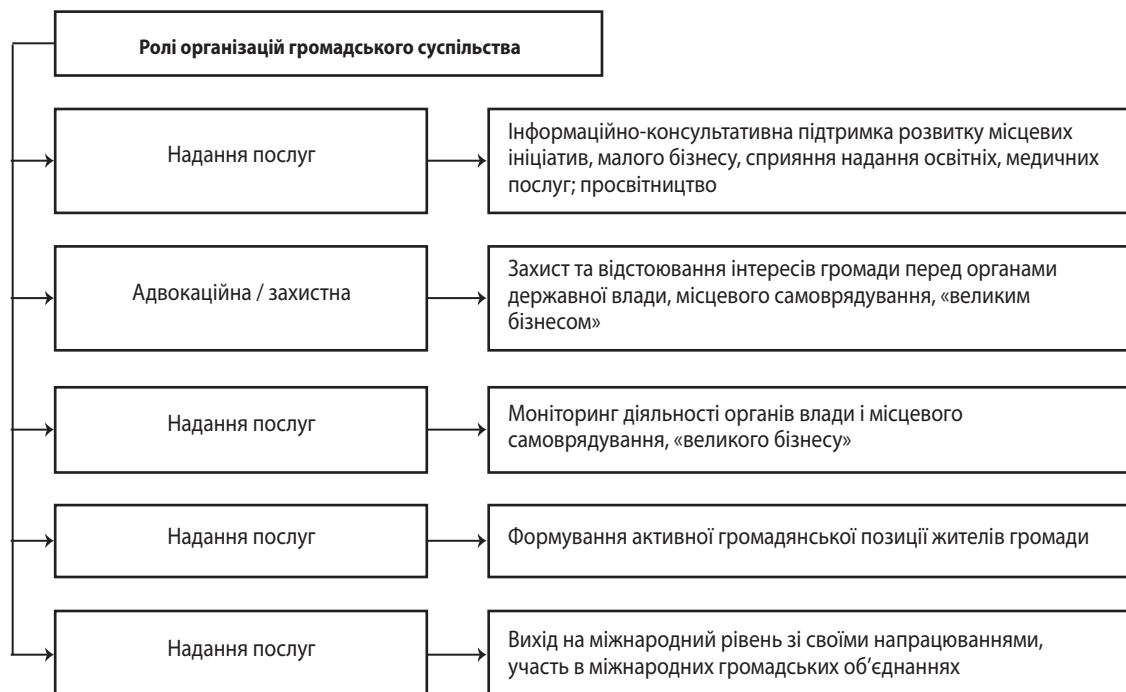 Ролі організацій громадського суспільства
Надання послуг
Інформаційно-консультативна підтримка розвитку місцевих
ініціатив, малого бізнесу, сприяння надання освітніх, медичних
послуг; просвітництво
Адвокаційна / захистна
Захист та відстоювання інтересів громади перед органами
державної влади, місцевого самоврядування, «великим
бізнесом»
Надання послуг
Моніторинг діяльності органів влади і місцевого
самоврядування, «великого бізнесу»
Надання послуг
Формування активної громадянської позиції жителів громади
Надання послуг
Вихід на міжнародний рівень зі своїми напрацюваннями,
участь в міжнародних громадських об’єднаннях